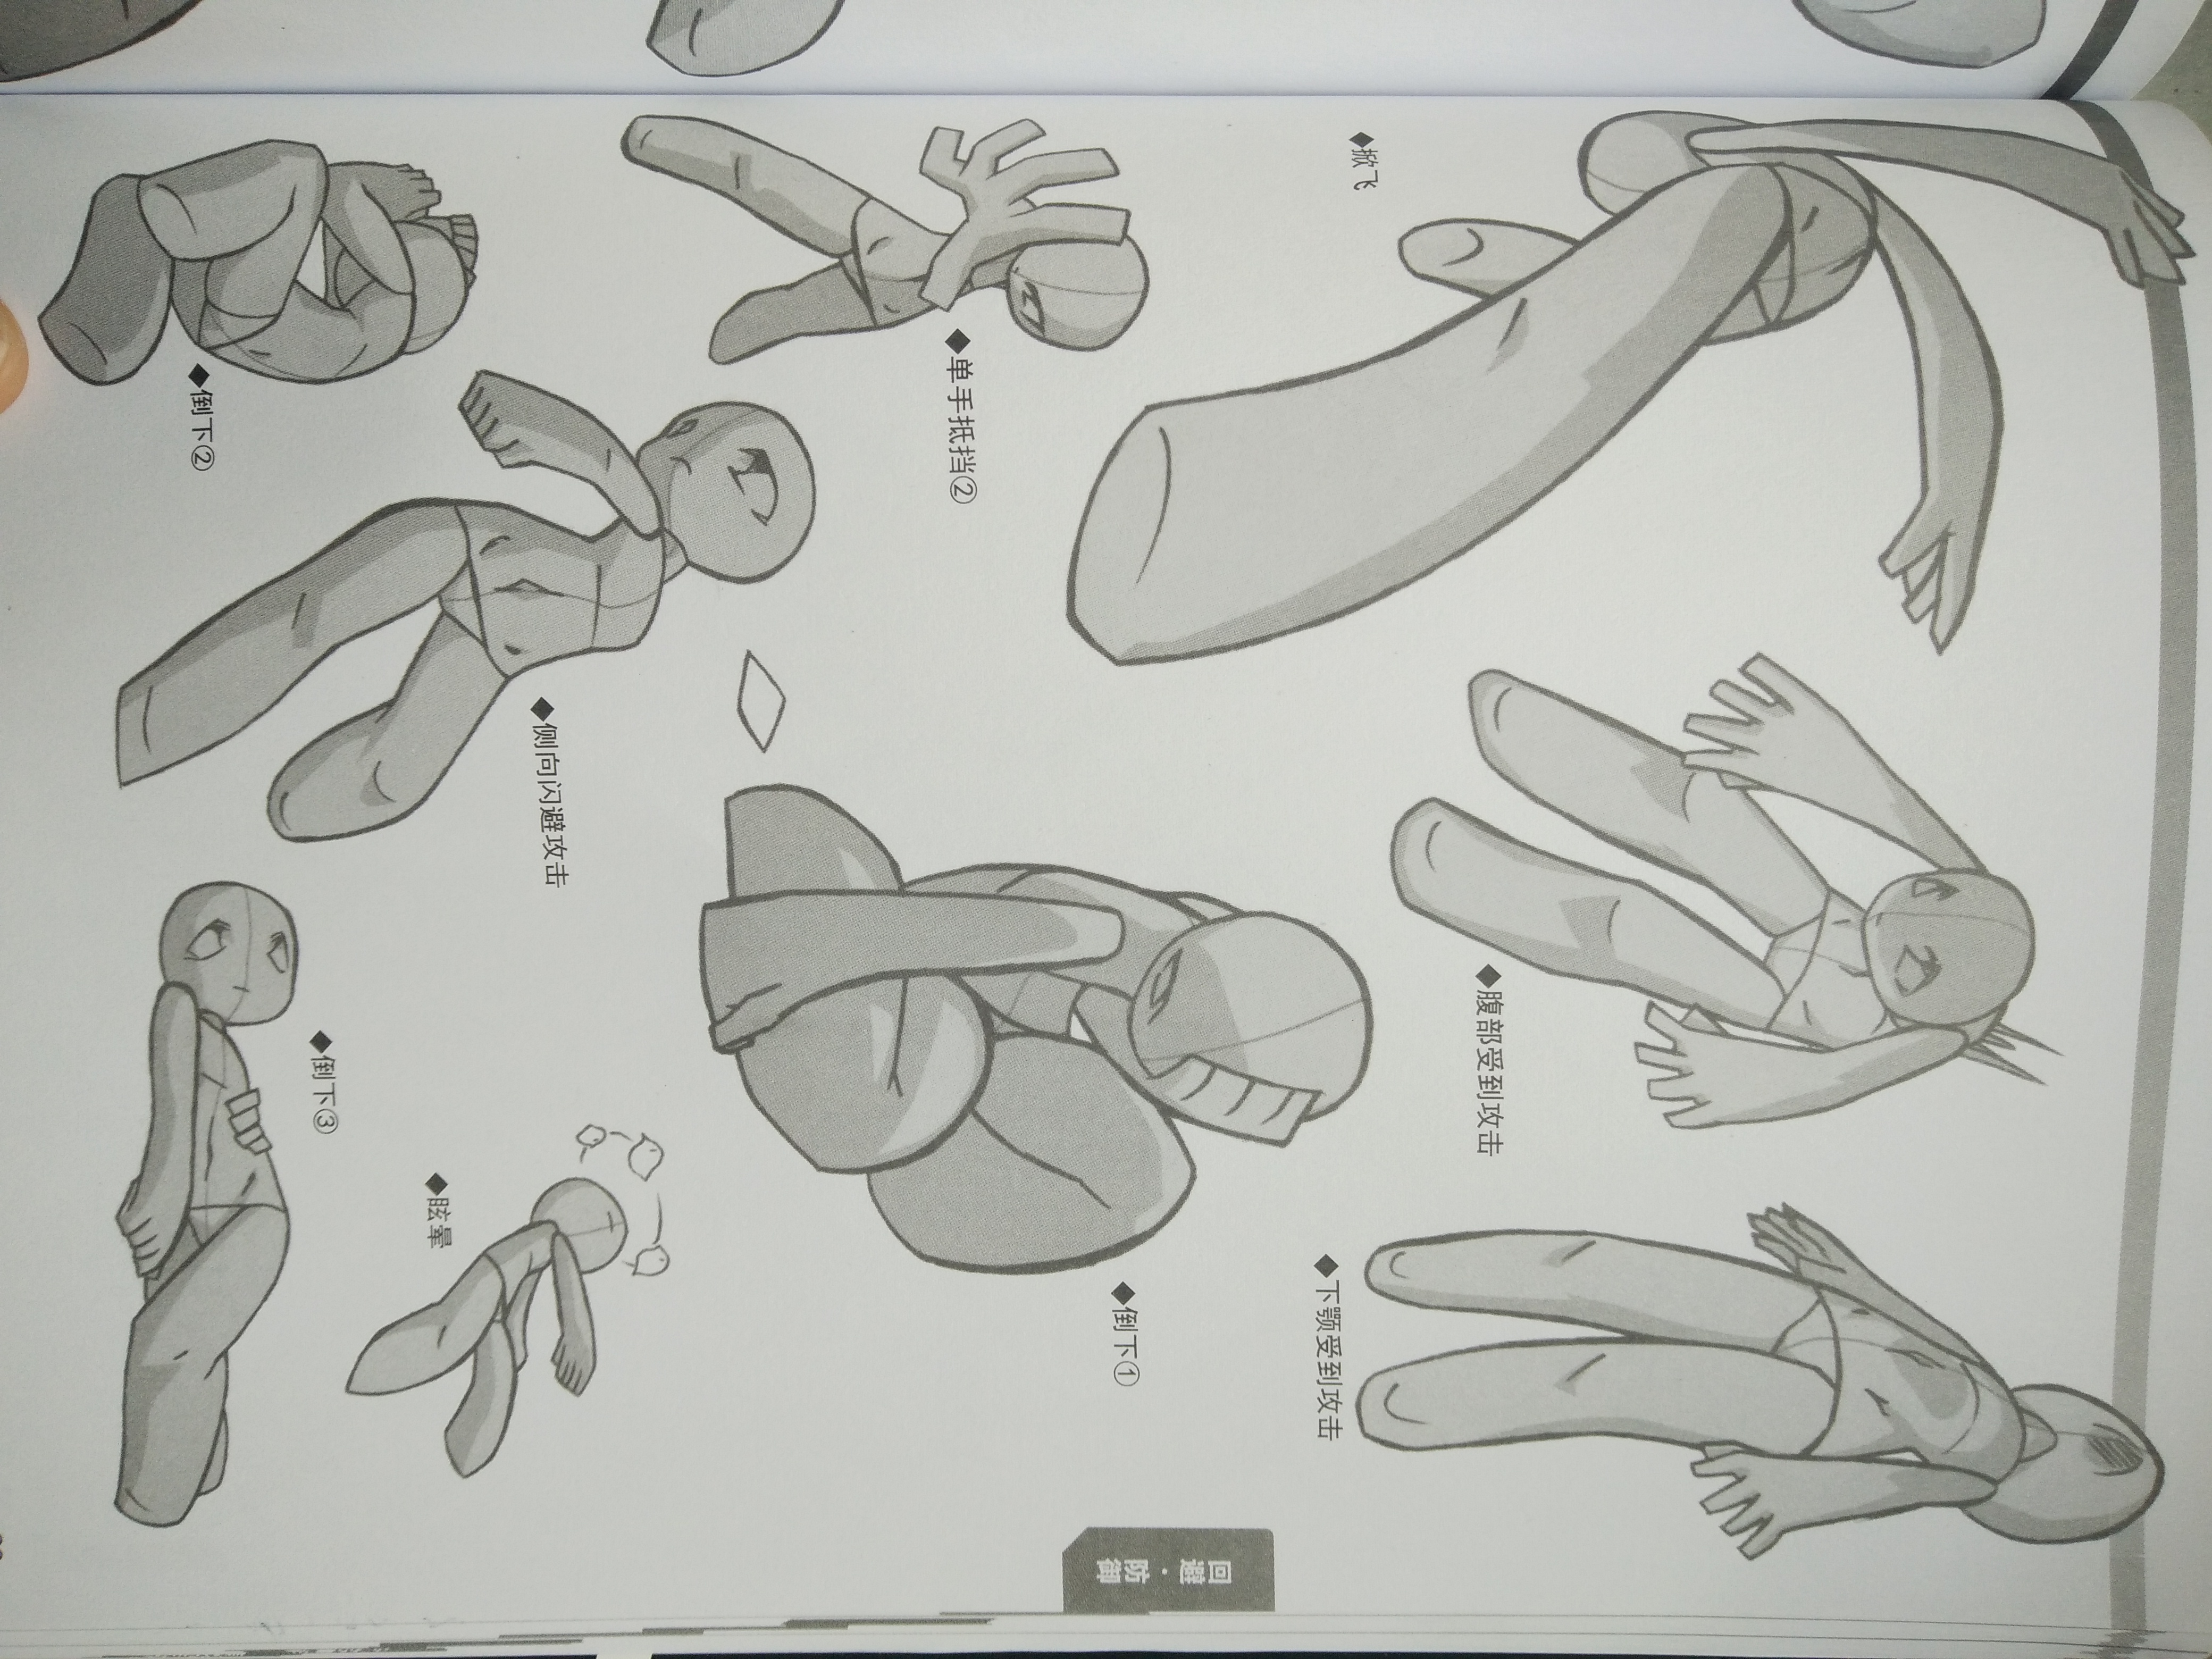 掀飞
腹部受到攻击
下颚受到攻击
单手抵挡②
倒下①
侧向闪避攻击
倒下②
倒下③
眩晕
回避·防御